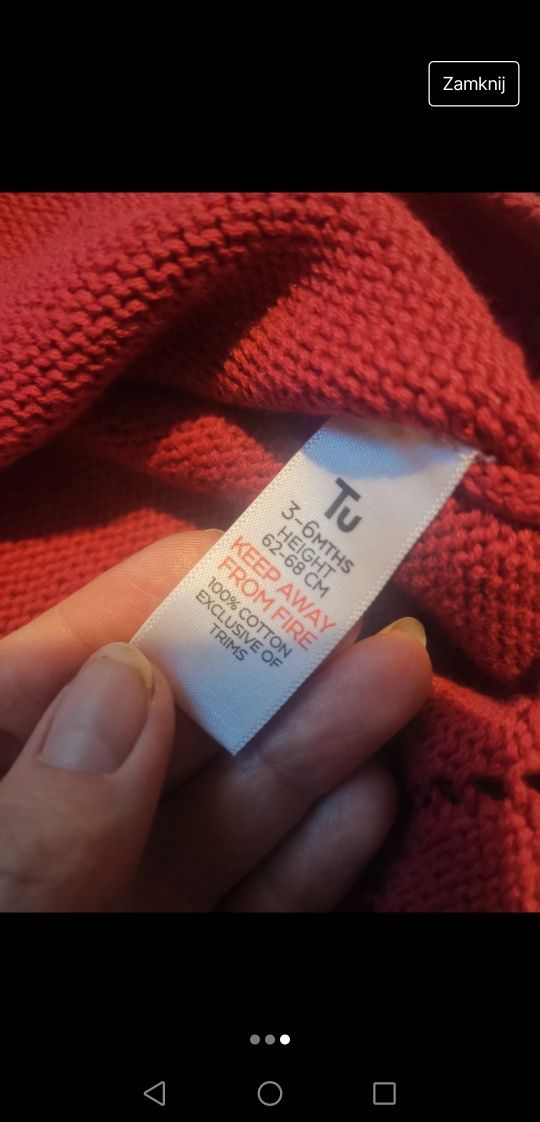 Zamknij
Tu
3-6MTHS
HEIGHT
62-68 CM
KEEP AWAY
FROM FIRE
100% COTTON
EXCLUSIVE OF
TRIMS